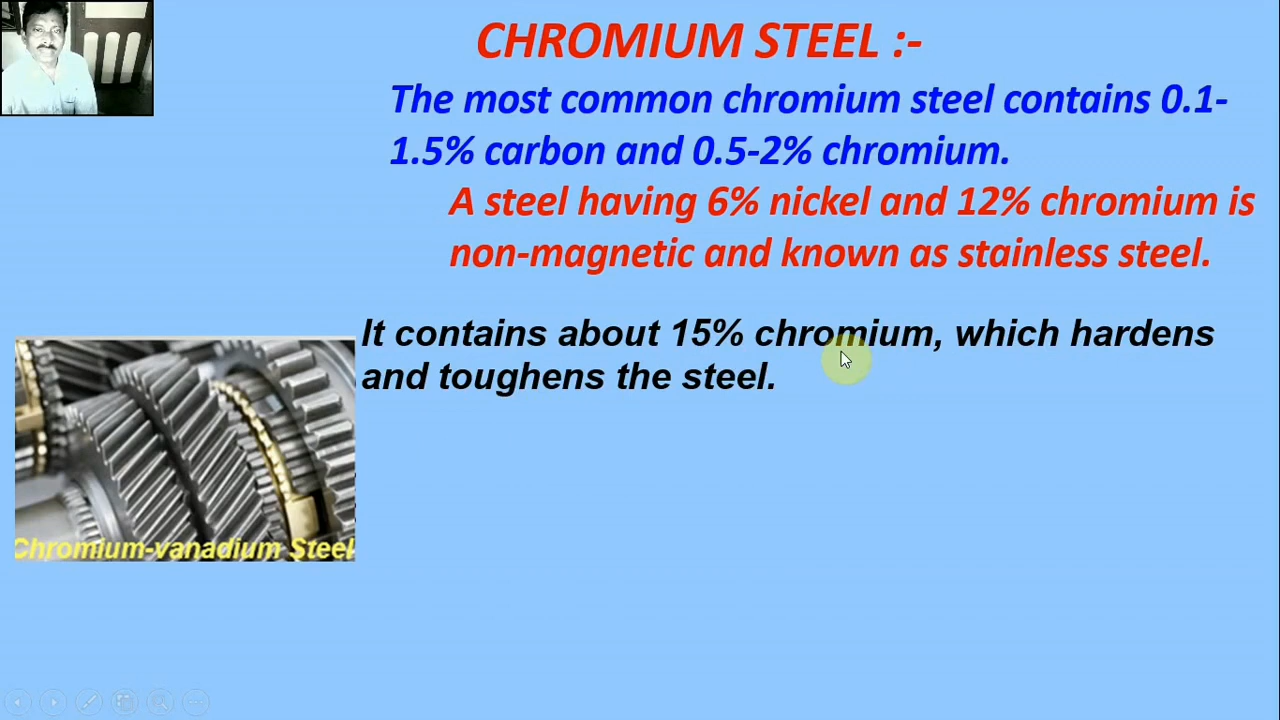 CHROMIUM STEEL :-
The most common chromium steel contains 0.1-
1.5% carbon and 0.5-2% chromium.
A steel having 6% nickel and 12% chromium is
non-magnetic and known as stainless steel.
It contains about 15% chromium, which hardens
and toughens the steel.
Chromium-vanadium Steel